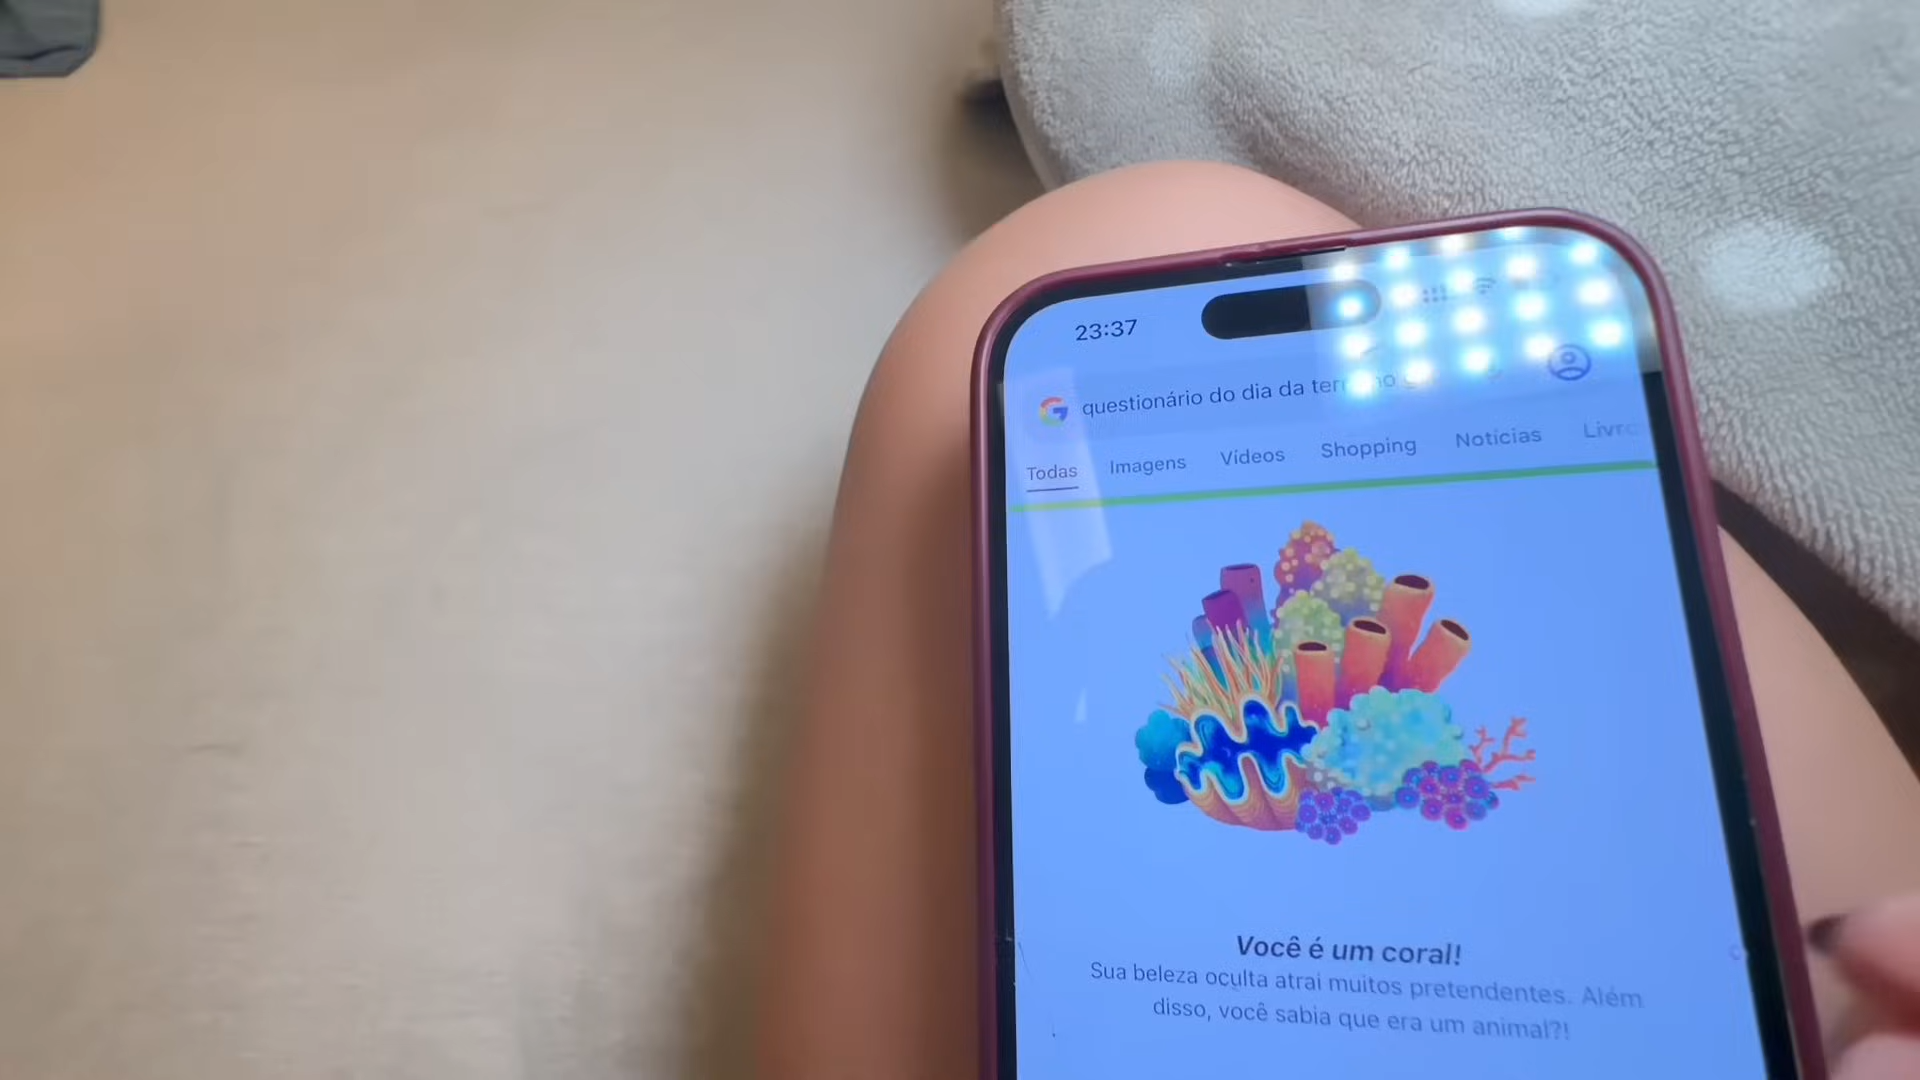 23:37
questionário do dia da
Todas Imagens Vídeos Shopping Notícias
Você é um coral!
Sua beleza oculta atrai muitos pretendentes. Além
disso, você sabia que era um animal?!